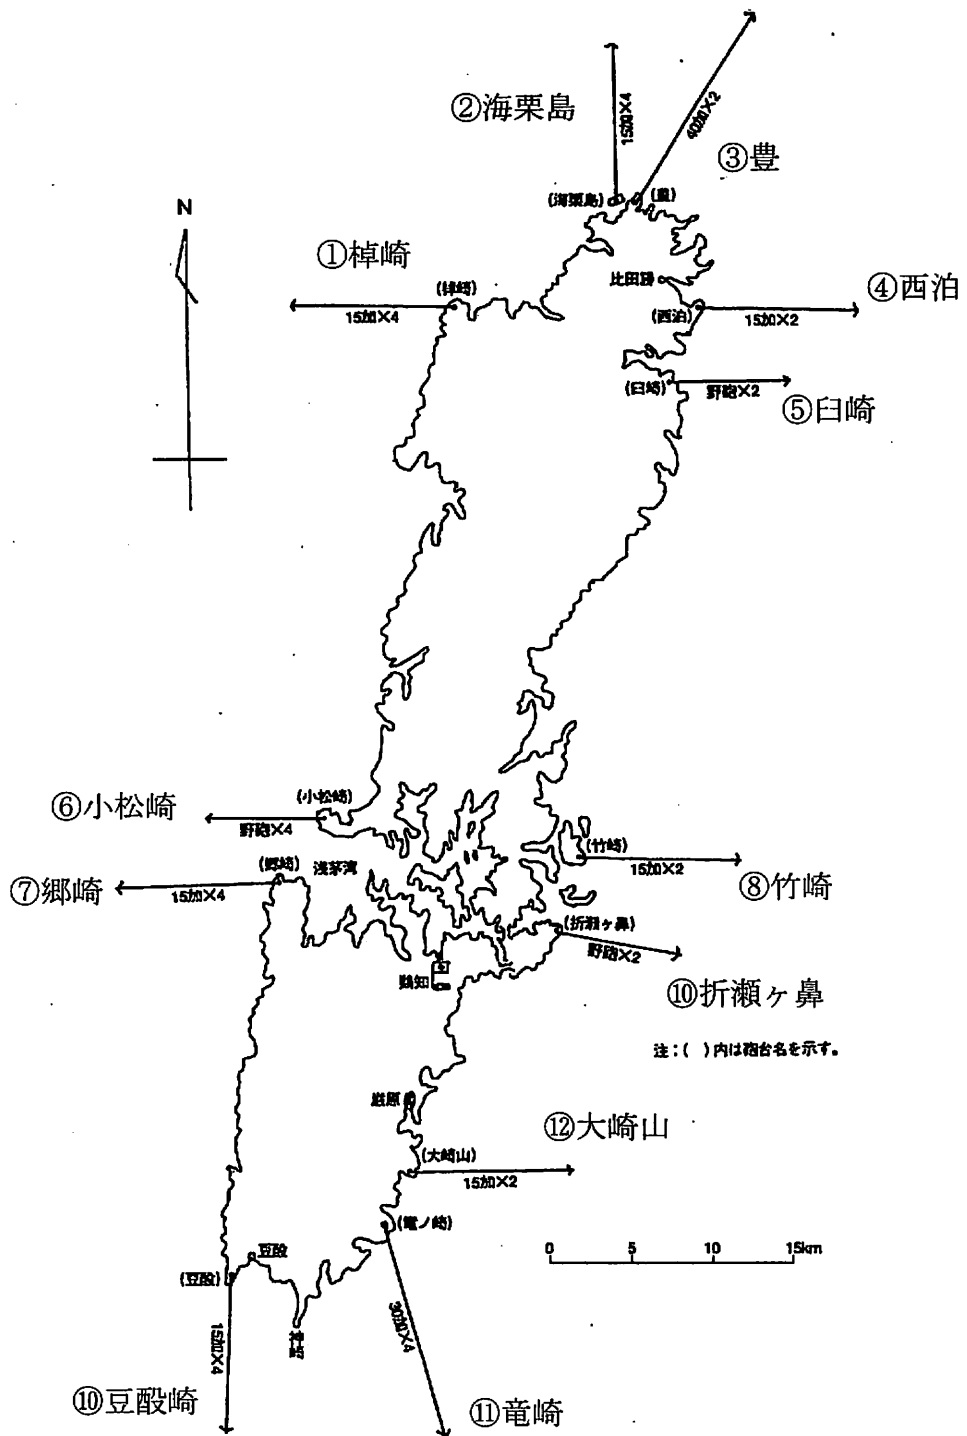 ②海栗島
15加×4
40加×2
③豊
(海栗島)
(豊)
N
①棹崎
(棹崎)
15加×4
比田勝
(西泊)
④西泊
15加×2
(臼崎)
野砲×2
⑤臼崎
⑥小松崎
(小松崎)
野砲×4
(郷崎)
浅茅湾
⑦郷崎
15加×4
(竹崎)
15加×2
⑧竹崎
(折瀬ヶ鼻)
野砲×2
鶏知
⑩折瀬ヶ鼻
注:( )内は砲台名を示す。
厳原
⑫大崎山
(大崎山)
15加×2
(竜ノ崎)
0 5 10 15km
豆酘
(豆酘)
15加×4
30加×4
⑩豆酘崎
⑪竜崎